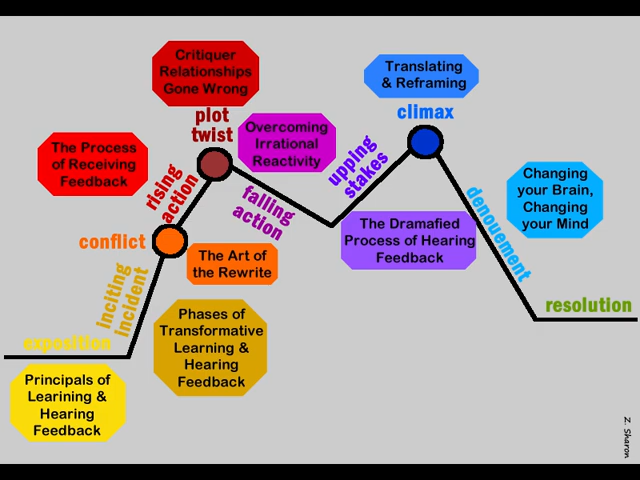 Critiquer
Relationships
Gone Wrong
plot
twist
Translating
& Reframing
climax
Overcoming
Irrational
Reactivity
The Process
of Receiving
Feedback
rising
action
falling
action
upping
stakes
Changing
your Brain,
Changing
your Mind
denouement
conflict
The Art of
the Rewrite
The Dramafied
Process of Hearing
Feedback
inciting
incident
exposition
resolution
Phases of
Transformative
Learning &
Hearing
Feedback
Principals of
Learining &
Hearing
Feedback
Z. Sharon